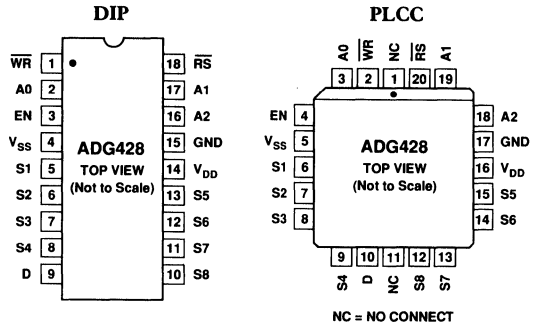 DIP
W̅R̅ 1 18 R̅S̅
A0 2 17 A1
EN 3 16 A2
VSS 4 15 GND
S1 5 14 VDD
S2 6 13 S5
S3 7 12 S6
S4 8 11 S7
D 9 10 S8
ADG428
TOP VIEW
(Not to Scale)
PLCC
A0 W̅R̅ NC R̅S̅ A1
3 2 1 20 19
EN 4 18 A2
VSS 5 17 GND
S1 6 16 VDD
S2 7 15 S5
S3 8 14 S6
ADG428
TOP VIEW
(Not to Scale)
9 10 11 12 13
S4 D NC S8 S7
NC = NO CONNECT